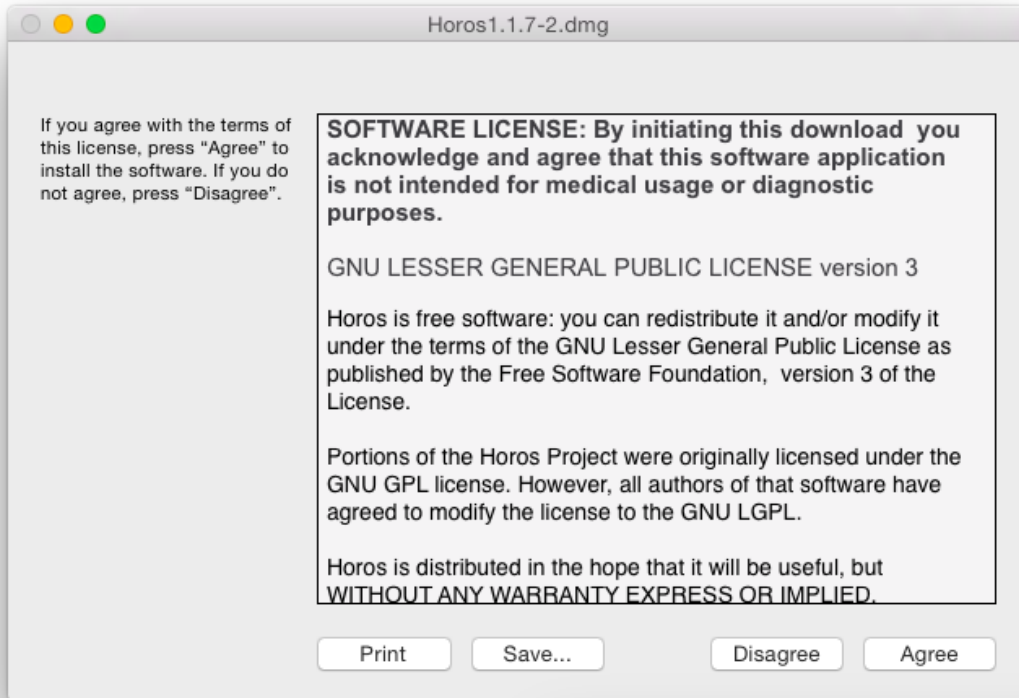 Horos1.1.7-2.dmg
If you agree with the terms of
this license, press “Agree” to
install the software. If you do
not agree, press “Disagree”.
SOFTWARE LICENSE: By initiating this download  you
acknowledge and agree that this software application
is not intended for medical usage or diagnostic
purposes.
GNU LESSER GENERAL PUBLIC LICENSE version 3
Horos is free software: you can redistribute it and/or modify it
under the terms of the GNU Lesser General Public License as
published by the Free Software Foundation,  version 3 of the
License.
Portions of the Horos Project were originally licensed under the
GNU GPL license. However, all authors of that software have
agreed to modify the license to the GNU LGPL.
Horos is distributed in the hope that it will be useful, but
WITHOUT ANY WARRANTY EXPRESS OR IMPLIED,
Print Save... Disagree Agree